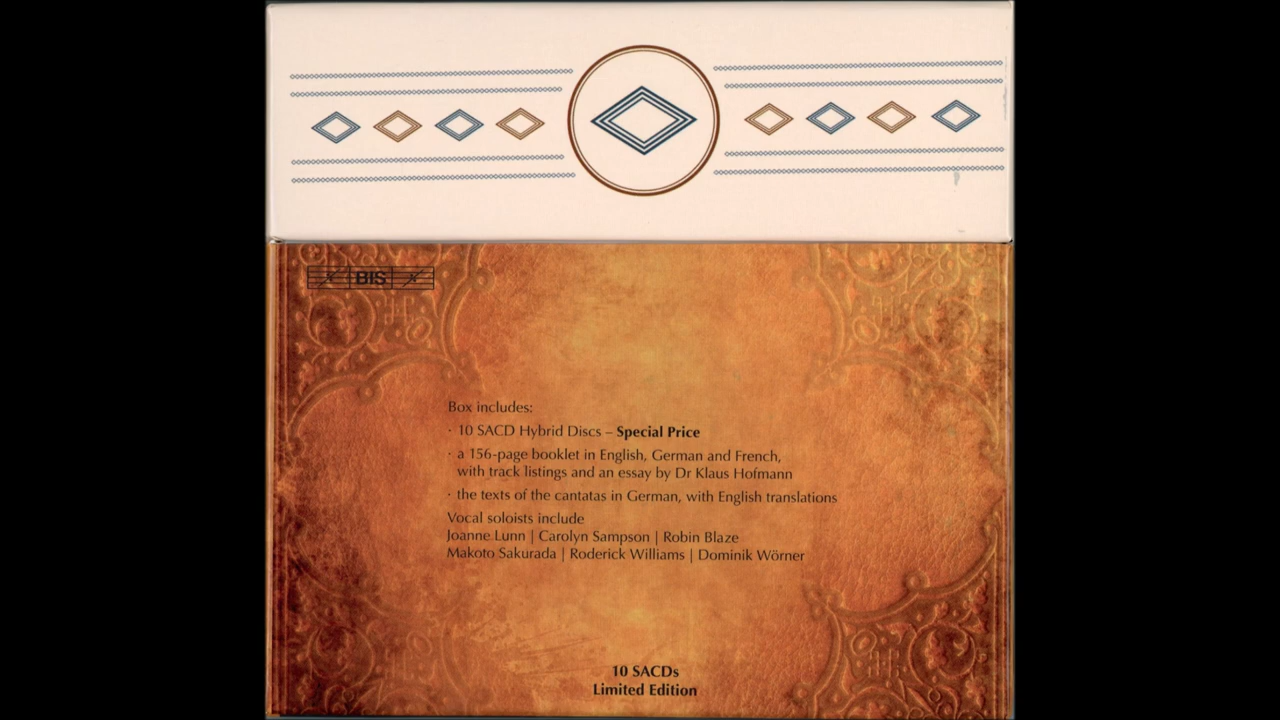 BIS
Box includes:
· 10 SACD Hybrid Discs – Special Price
· a 156-page booklet in English, German and French,
with track listings and an essay by Dr Klaus Hofmann
· the texts of the cantatas in German, with English translations
Vocal soloists include
Joanne Lunn | Carolyn Sampson | Robin Blaze
Makoto Sakurada | Roderick Williams | Dominik Wörner
10 SACDs
Limited Edition